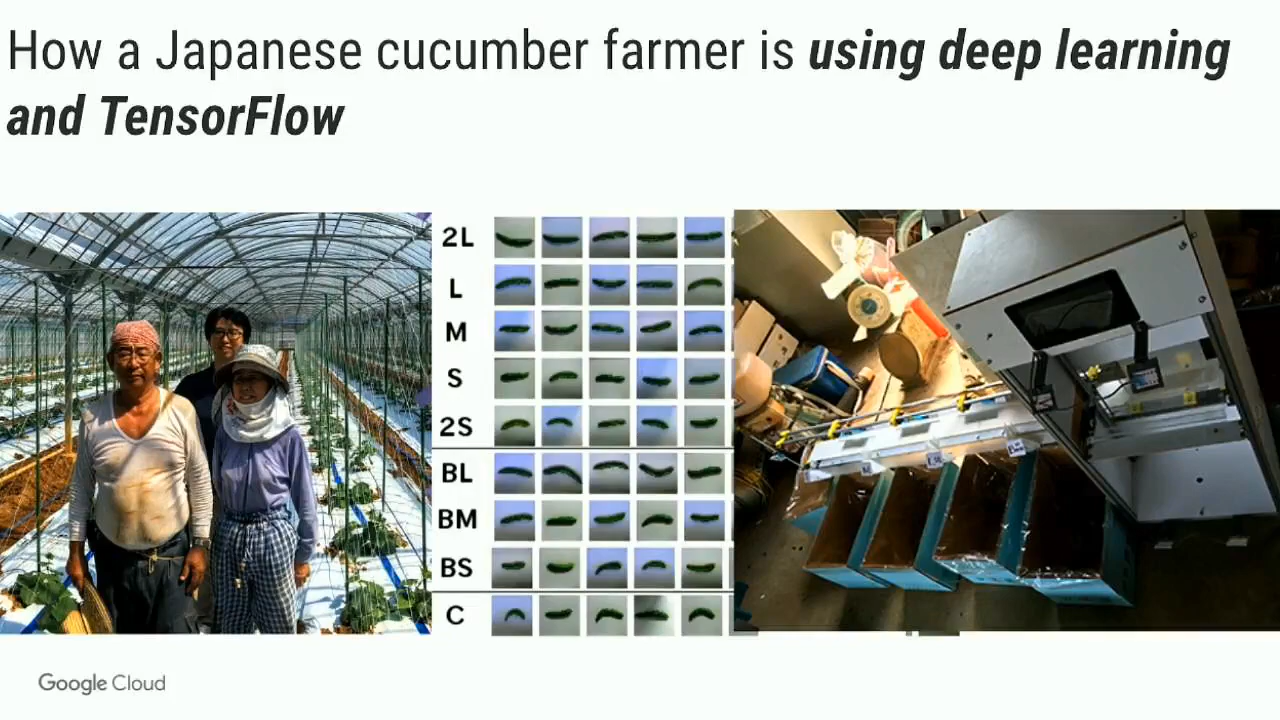 How a Japanese cucumber farmer is using deep learning
and TensorFlow
2L
L
M
S
2S
BL
BM
BS
C
Google Cloud